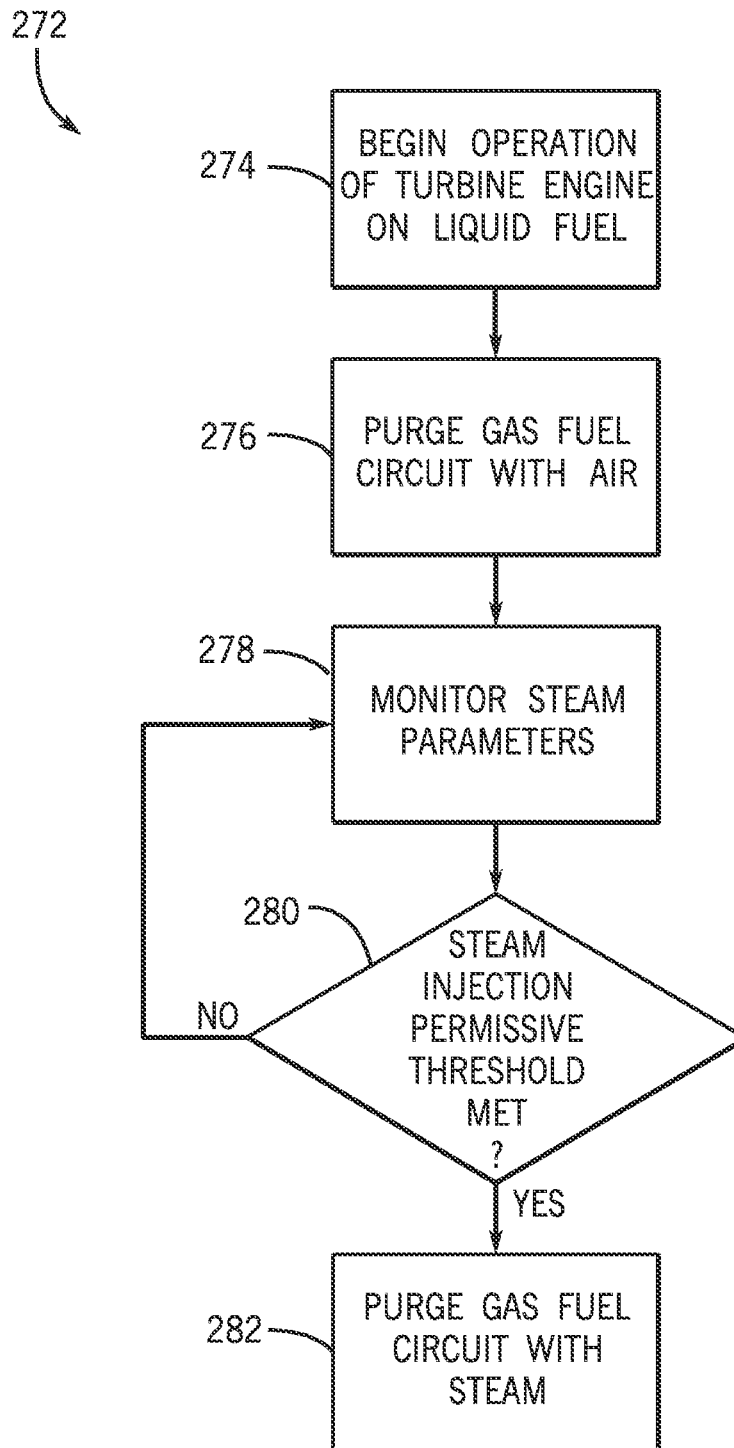 272
274
BEGIN OPERATION
OF TURBINE ENGINE
ON LIQUID FUEL
276
PURGE GAS FUEL
CIRCUIT WITH AIR
278
MONITOR STEAM
PARAMETERS
280
STEAM
INJECTION
PERMISSIVE
THRESHOLD
MET
?
NO
YES
282
PURGE GAS FUEL
CIRCUIT WITH
STEAM